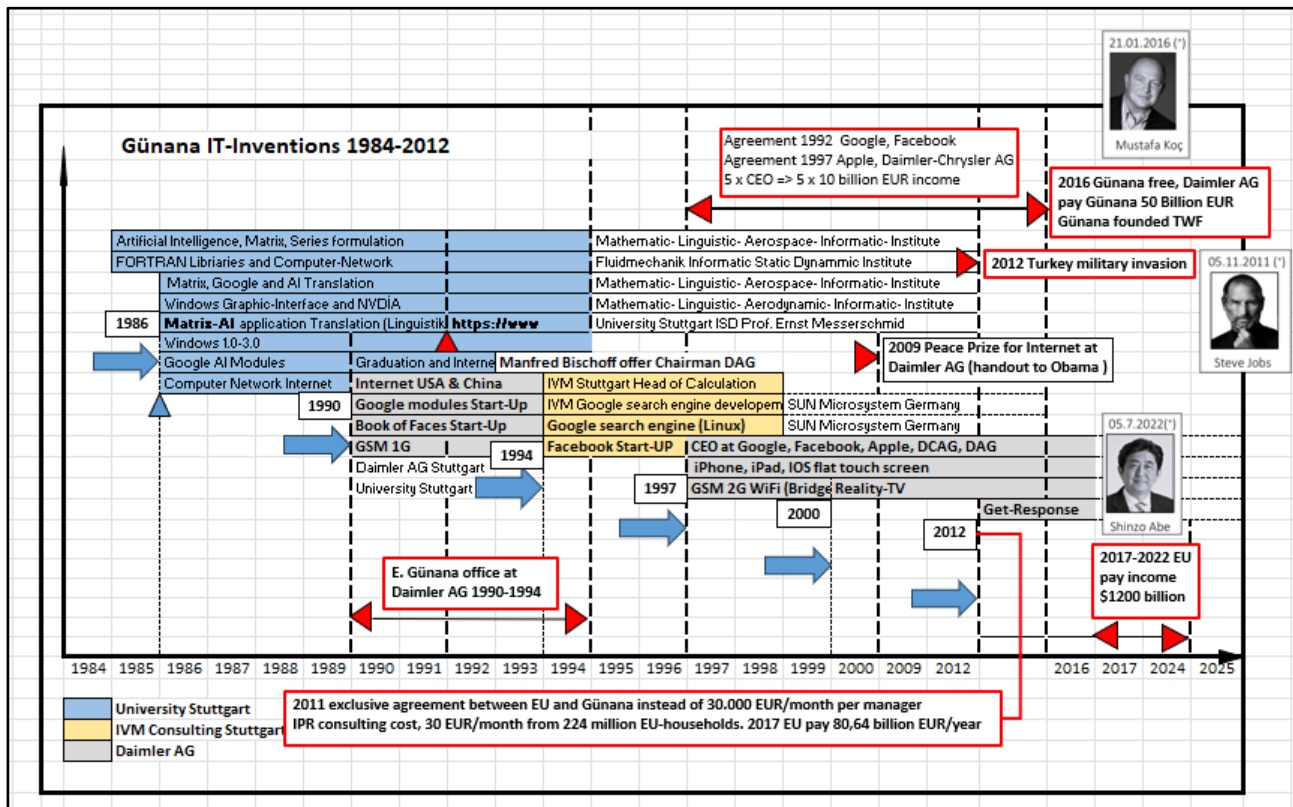 21.01.2016 (*)
Mustafa Koç
Günana IT-Inventions 1984-2012
Agreement 1992 Google, Facebook
Agreement 1997 Apple, Daimler-Chrysler AG
5 x CEO => 5 x 10 billion EUR income
2016 Günana free, Daimler AG
pay Günana 50 Billion EUR
Günana founded TWF
Artificial Intelligence, Matrix, Series formulation
Mathematic- Linguistic- Aerospace- Informatic- Institute
FORTRAN Libriaries and Computer-Network
Fluidmechanik Informatic Static Dynammic Institute
2012 Turkey military invasion
05.11.2011 (*)
Steve Jobs
Matrix, Google and AI Translation
Mathematic- Linguistic- Aerospace- Informatic- Institute
Windows Graphic-Interface and NVDİA
Mathematic- Linguistic- Aerodynamic- Informatic- Institute
1986
Matrix-AI application Translation (Linguistik
https://www
University Stuttgart ISD Prof. Ernst Messerschmid
Windows 1.0-3.0
Google AI Modules
Graduation and Interne
Manfred Bischoff offer Chairman DAG
2009 Peace Prize for Internet at
Daimler AG (handout to Obama )
Computer Network Internet
Internet USA & China
IVM Stuttgart Head of Calculation
1990
Google modules Start-Up
IVM Google search engine developem
SUN Microsystem Germany
Book of Faces Start-Up
Google search engine (Linux)
SUN Microsystem Germany
GSM 1G
1994
Facebook Start-UP
CEO at Google, Facebook, Apple, DCAG, DAG
05.7.2022(*)
Shinzo Abe
Daimler AG Stuttgart
iPhone, iPad, IOS flat touch screen
University Stuttgart
1997
GSM 2G WiFi (Bridge Reality-TV
2000
Get-Response
2012
E. Günana office at
Daimler AG 1990-1994
2017-2022 EU
pay income
$1200 billion
1984 1985 1986 1987 1988 1989 1990 1991 1992 1993 1994 1995 1996 1997 1998 1999 2000 2009 2012 2016 2017 2024 2025
University Stuttgart
IVM Consulting Stuttgart
Daimler AG
2011 exclusive agreement between EU and Günana instead of 30.000 EUR/month per manager
IPR consulting cost, 30 EUR/month from 224 million EU-households. 2017 EU pay 80,64 billion EUR/year